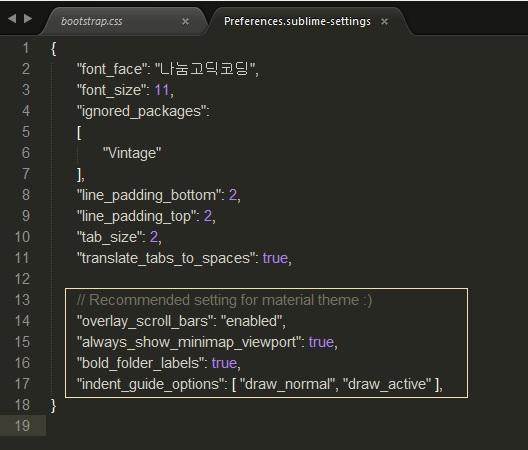 bootstrap.css
Preferences.sublime-settings
1 {
2 "font_face": "나눔고딕코딩",
3 "font_size": 11,
4 "ignored_packages":
5 [
6 "Vintage"
7 ],
8 "line_padding_bottom": 2,
9 "line_padding_top": 2,
10 "tab_size": 2,
11 "translate_tabs_to_spaces": true,
12
13 // Recommended setting for material theme :)
14 "overlay_scroll_bars": "enabled",
15 "always_show_minimap_viewport": true,
16 "bold_folder_labels": true,
17 "indent_guide_options": [ "draw_normal", "draw_active" ],
18 }
19